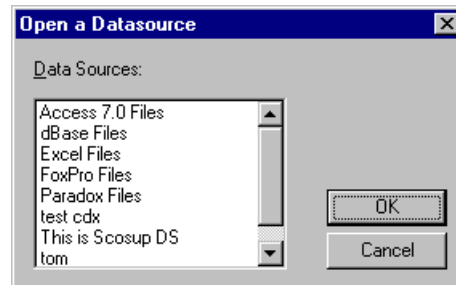 Open a Datasource
Data Sources:
Access 7.0 Files
dBase Files
Excel Files
FoxPro Files
Paradox Files
test cdx
This is Scosup DS
tom
OK
Cancel